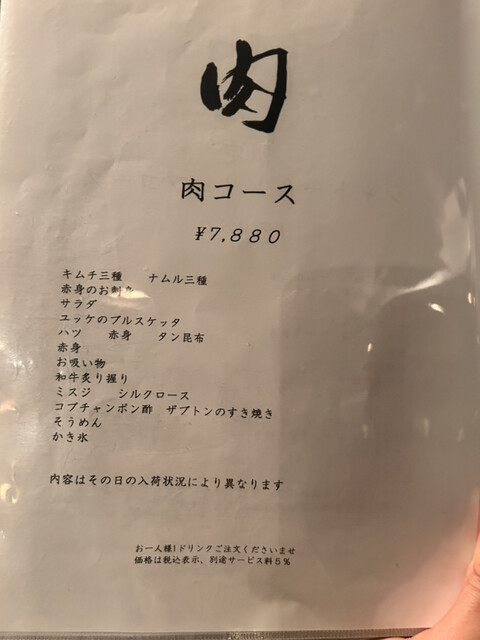 肉
肉コース
¥7,880
キムチ三種 ナムル三種
赤身のお刺身
サラダ
ユッケのブルスケッタ
ハツ 赤身 タン昆布
赤身
お吸い物
和牛炙り握り
ミスジ シルクロース
コプチャンポン酢 ザブトンのすき焼き
そうめん
かき氷
内容はその日の入荷状況により異なります
お一人様1ドリンクご注文くださいませ
価格は税込表示、別途サービス料5%